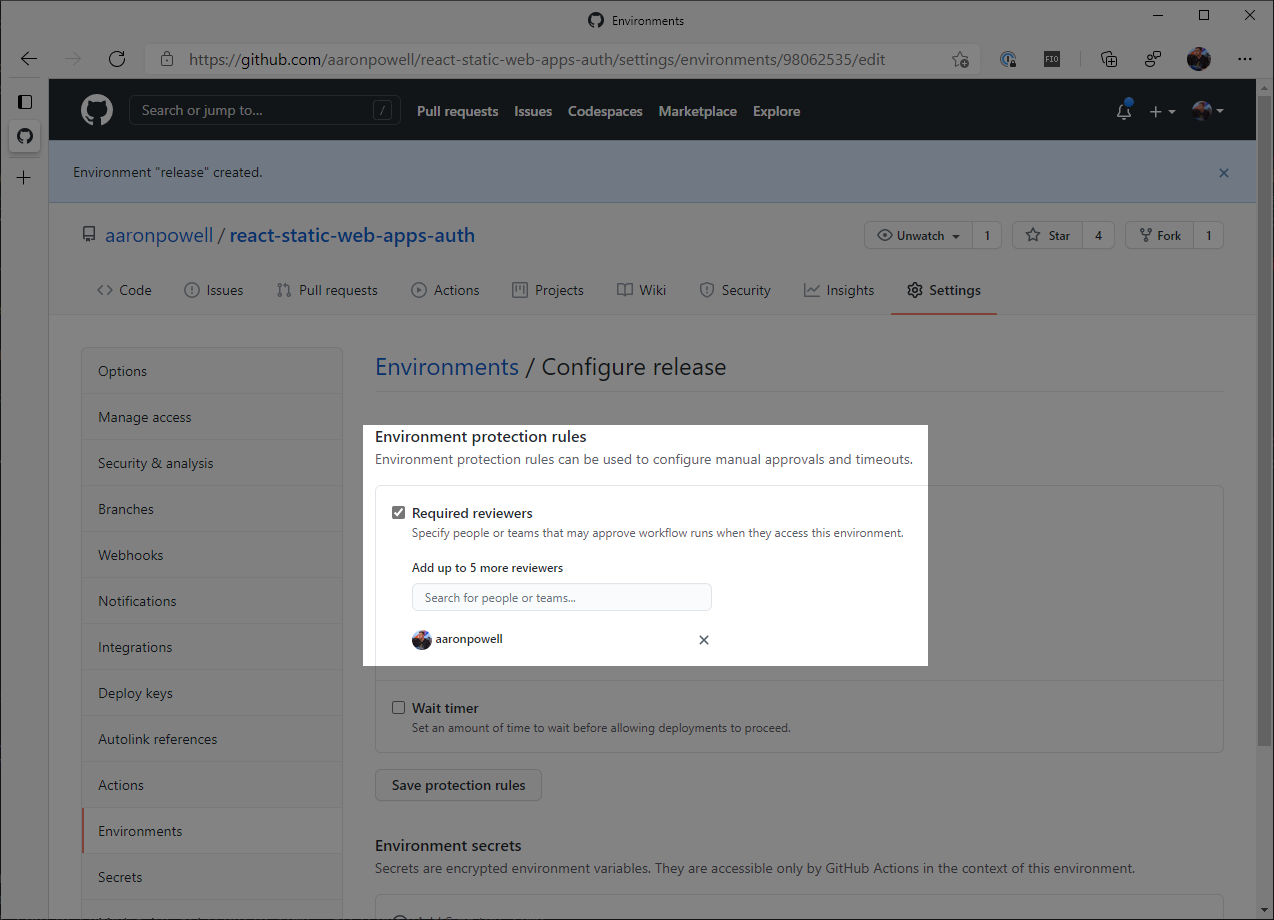 Environments
https://github.com/aaronpowell/react-static-web-apps-auth/settings/environments/98062535/edit
FIO
Search or jump to... /
Pull requests Issues Codespaces Marketplace Explore
Environment "release" created.
aaronpowell / react-static-web-apps-auth
Unwatch 1 Star 4 Fork 1
Code Issues Pull requests Actions Projects Wiki Security Insights Settings
Options
Manage access
Security & analysis
Branches
Webhooks
Notifications
Integrations
Deploy keys
Autolink references
Actions
Environments
Secrets
Environments / Configure release
Environment protection rules
Environment protection rules can be used to configure manual approvals and timeouts.
Required reviewers
Specify people or teams that may approve workflow runs when they access this environment.
Add up to 5 more reviewers
Search for people or teams...
aaronpowell
Wait timer
Set an amount of time to wait before allowing deployments to proceed.
Save protection rules
Environment secrets
Secrets are encrypted environment variables. They are accessible only by GitHub Actions in the context of this environment.